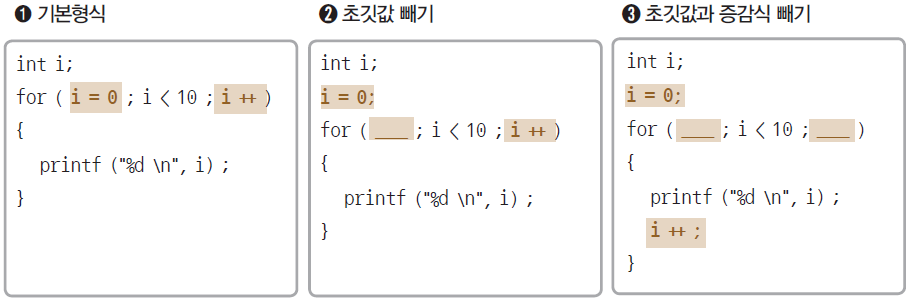 ❶ 기본형식
int i;
for ( i = 0 ; i < 10 ; i ++ )
{
printf ("%d \n", i) ;
}
❷ 초깃값 빼기
int i;
i = 0;
for ( ___ ; i < 10 ; i ++ )
{
printf ("%d \n", i) ;
}
❸ 초깃값과 증감식 빼기
int i;
i = 0;
for ( ___ ; i < 10 ; ___ )
{
printf ("%d \n", i) ;
i ++ ;
}